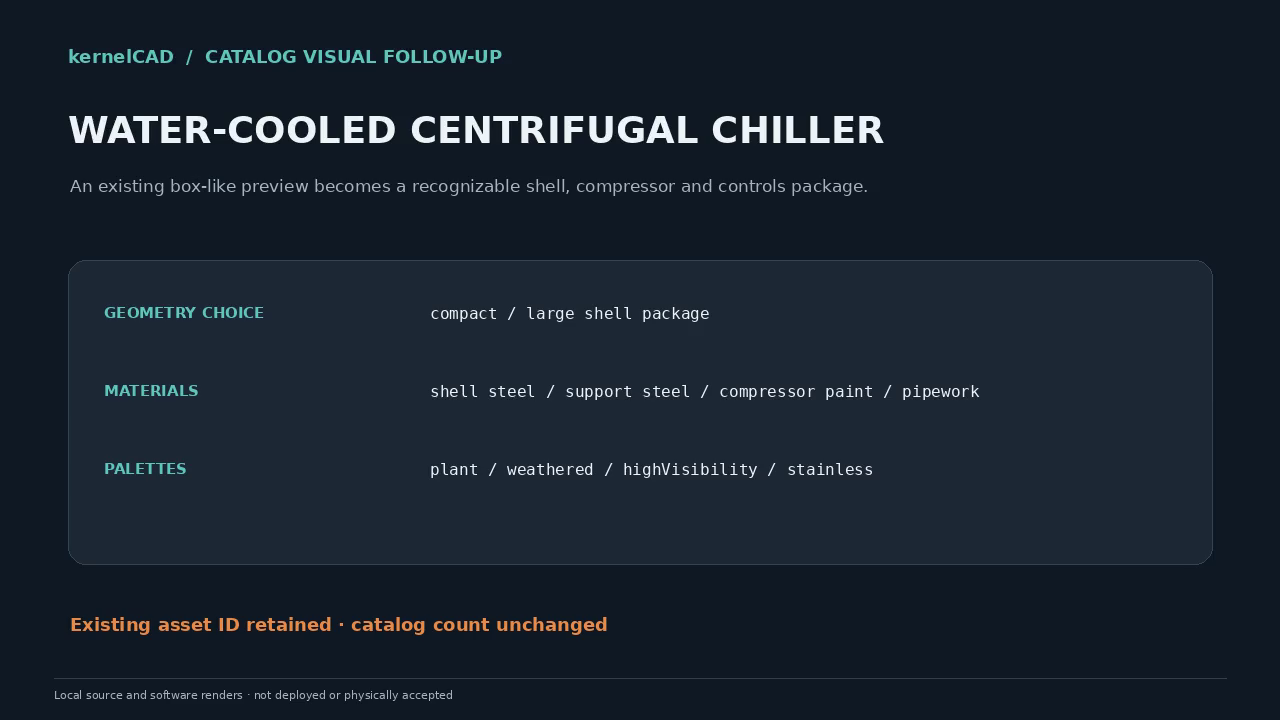 kernelCAD / CATALOG VISUAL FOLLOW-UP
WATER-COOLED CENTRIFUGAL CHILLER
An existing box-like preview becomes a recognizable shell, compressor and controls package.
GEOMETRY CHOICE compact / large shell package
MATERIALS shell steel / support steel / compressor paint / pipework
PALETTES plant / weathered / highVisibility / stainless
Existing asset ID retained · catalog count unchanged
Local source and software renders · not deployed or physically accepted